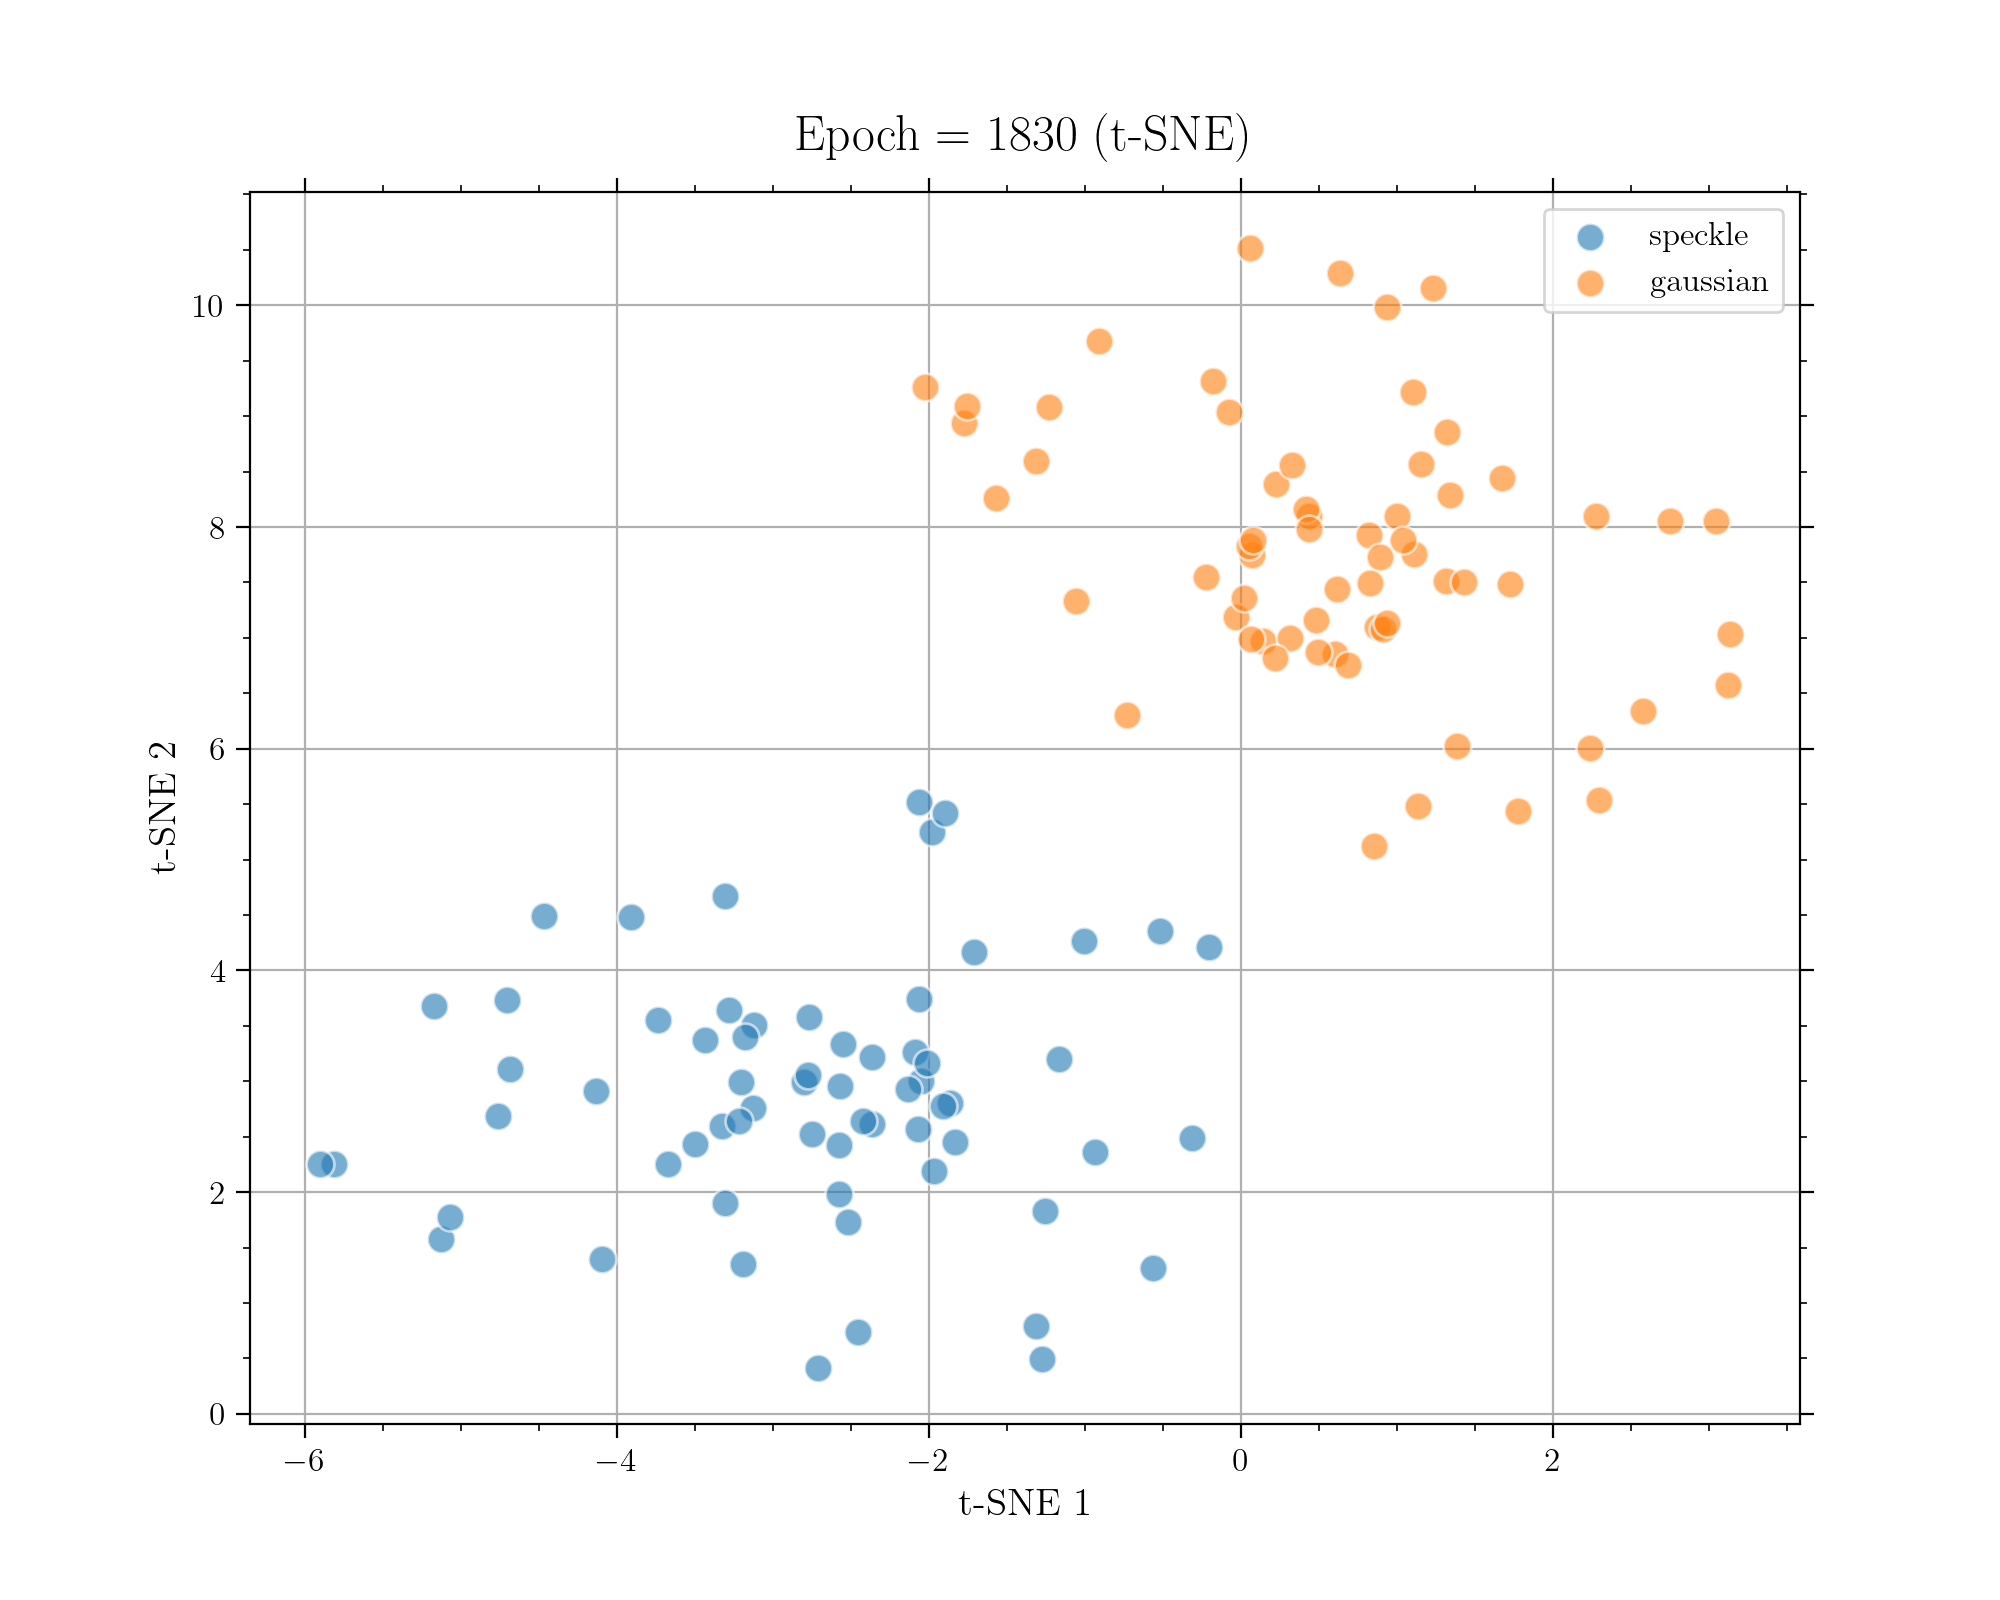 Epoch = 1830 (t-SNE)
speckle
gaussian
10
8
6
4
2
0
t-SNE 2
−6 −4 −2 0 2
t-SNE 1